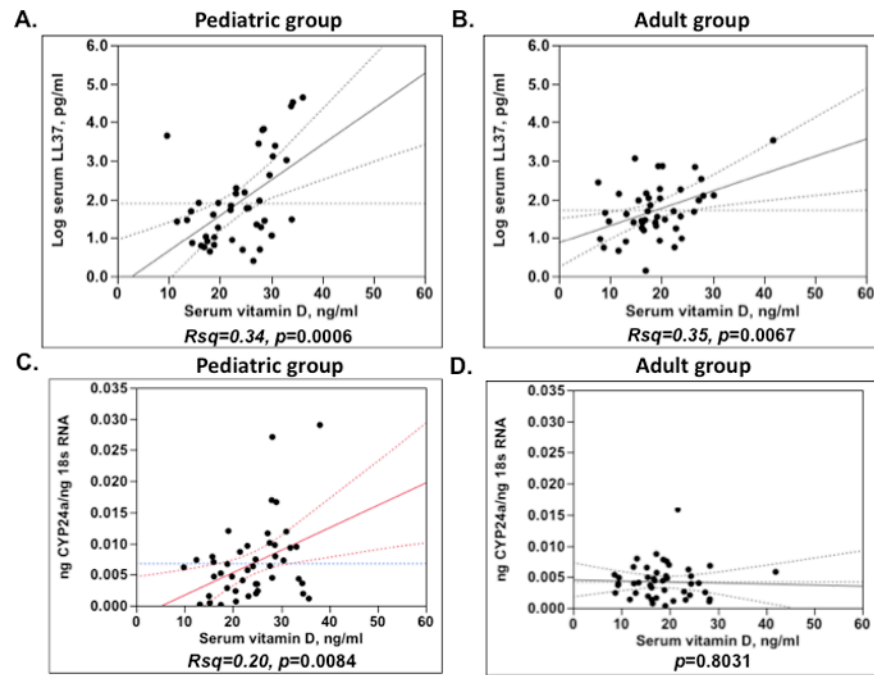 A. Pediatric group
Log serum LL37, pg/ml
6.0
5.0
4.0
3.0
2.0
1.0
0.0
0 10 20 30 40 50 60
Serum vitamin D, ng/ml
Rsq=0.34, p=0.0006
B. Adult group
Log serum LL37, pg/ml
6.0
5.0
4.0
3.0
2.0
1.0
0.0
0 10 20 30 40 50 60
Serum vitamin D, ng/ml
Rsq=0.35, p=0.0067
C. Pediatric group
ng CYP24a/ng 18s RNA
0.035
0.030
0.025
0.020
0.015
0.010
0.005
0.000
0 10 20 30 40 50 60
Serum vitamin D, ng/ml
Rsq=0.20, p=0.0084
D. Adult group
ng CYP24a/ng 18s RNA
0.035
0.030
0.025
0.020
0.015
0.010
0.005
0.000
0 10 20 30 40 50 60
Serum vitamin D, ng/ml
p=0.8031